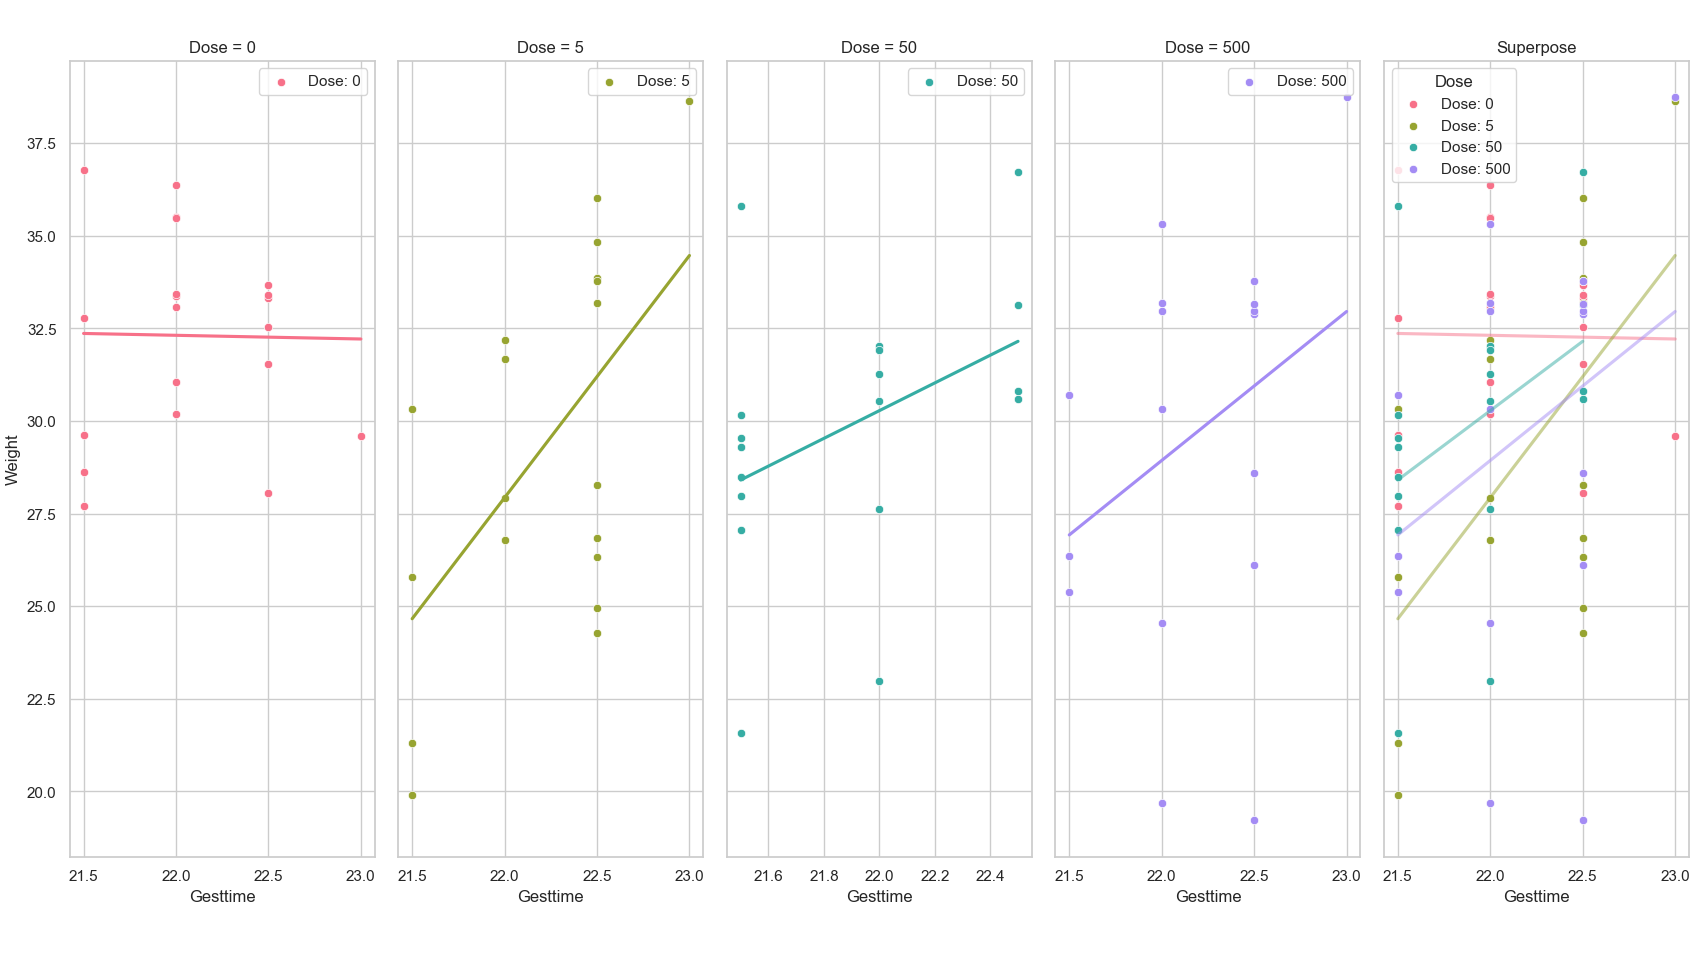 Dose = 0
Dose = 5
Dose = 50
Dose = 500
Superpose
Dose: 0
Dose: 5
Dose: 50
Dose: 500
Dose
Dose: 0
Dose: 5
Dose: 50
Dose: 500
37.5
35.0
32.5
30.0
27.5
25.0
22.5
20.0
Weight
21.5 22.0 22.5 23.0
21.5 22.0 22.5 23.0
21.6 21.8 22.0 22.2 22.4
21.5 22.0 22.5 23.0
21.5 22.0 22.5 23.0
Gesttime
Gesttime
Gesttime
Gesttime
Gesttime